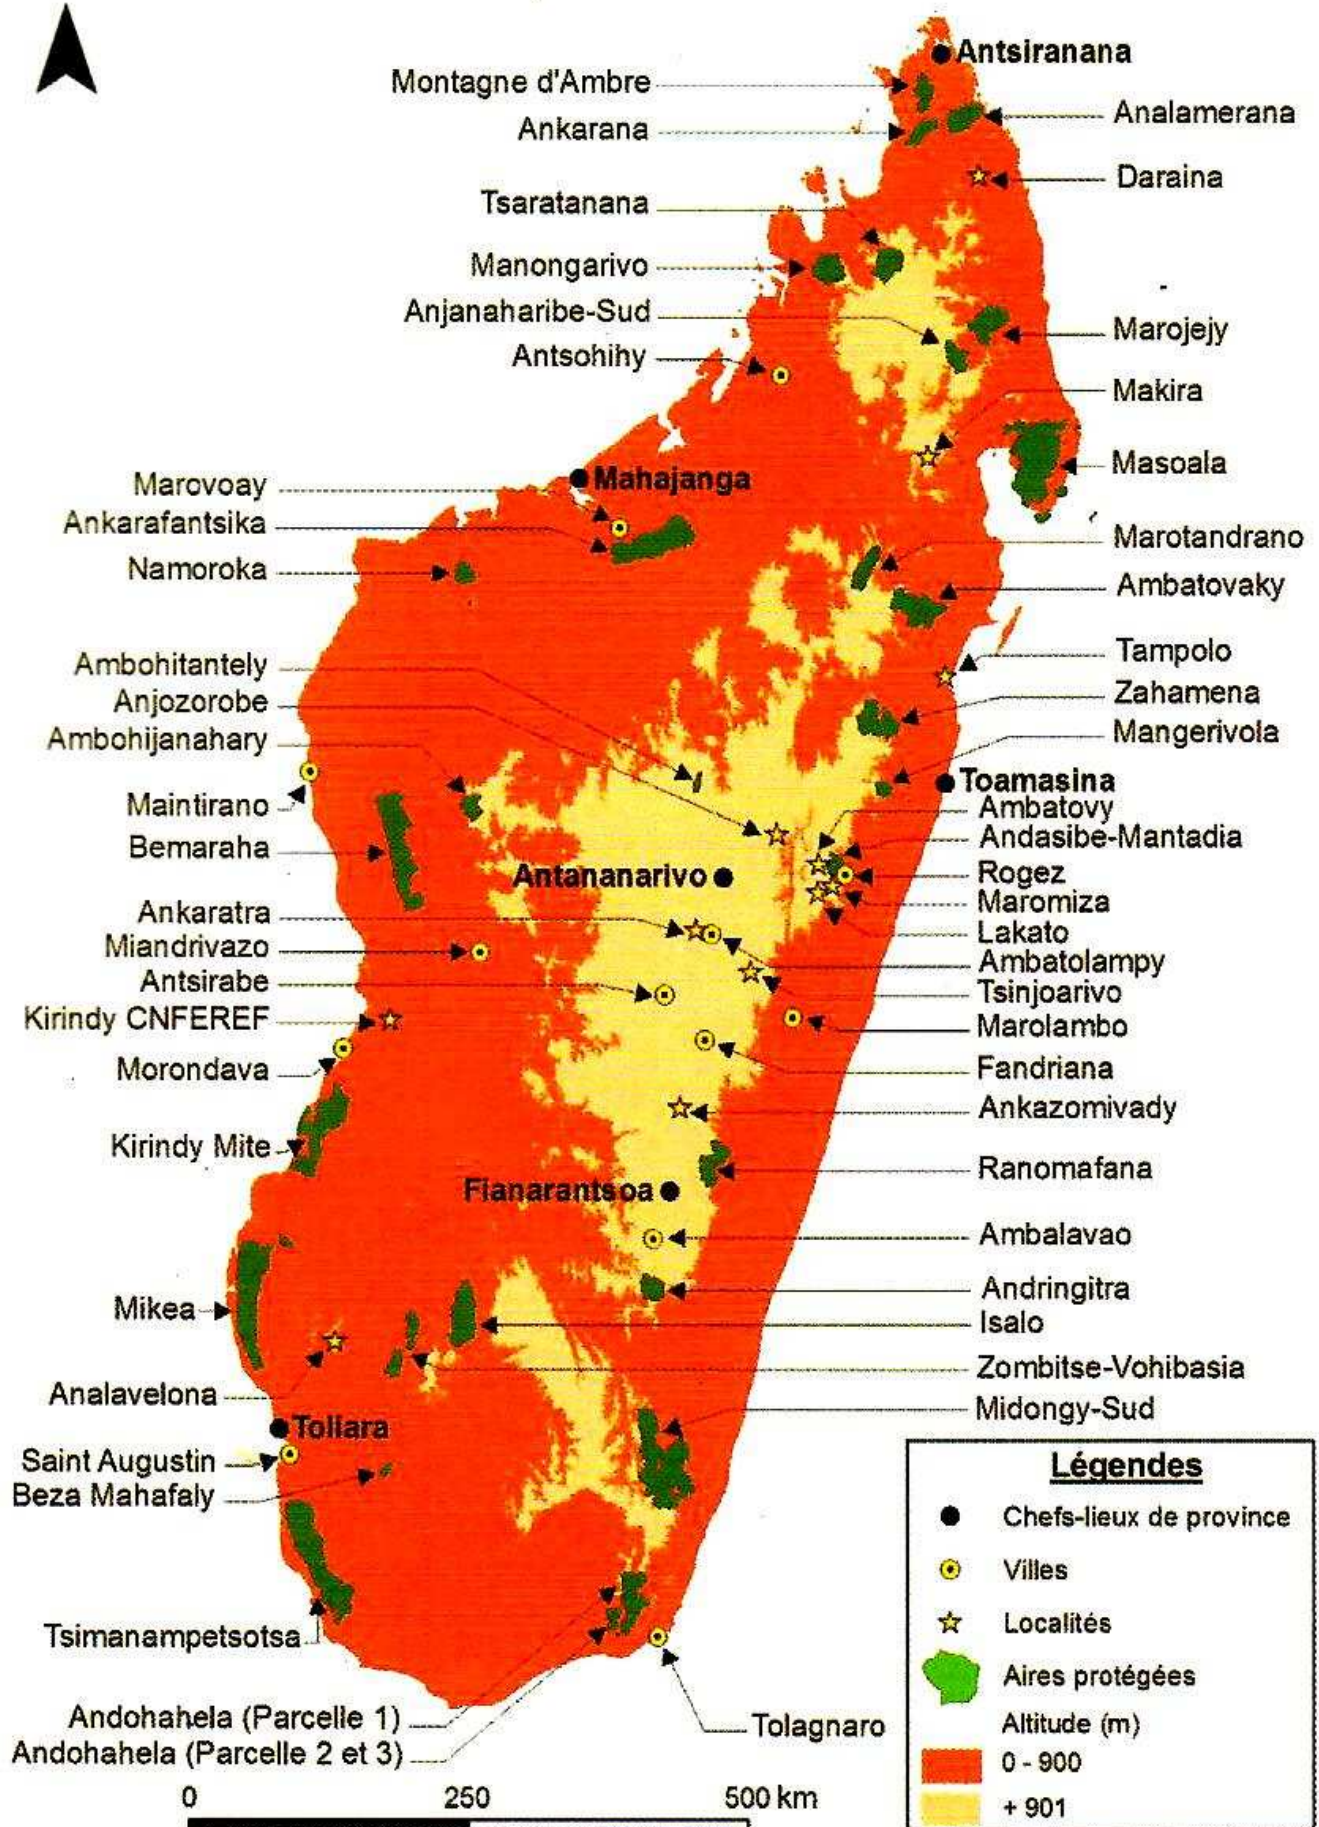 Antsiranana
Montagne d'Ambre
Analamerana
Ankarana
Daraina
Tsaratanana
Manongarivo
Anjanaharibe-Sud
Marojejy
Antsohihy
Makira
Masoala
Mahajanga
Marovoay
Ankarafantsika
Marotandrano
Namoroka
Ambatovaky
Tampolo
Ambohitantely
Zahamena
Anjozorobe
Mangerivola
Ambohijanahary
Toamasina
Maintirano
Ambatovy
Andasibe-Mantadia
Bemaraha
Rogez
Antananarivo
Maromiza
Ankaratra
Lakato
Miandrivazo
Ambatolampy
Antsirabe
Tsinjoarivo
Kirindy CNFEREF
Marolambo
Morondava
Fandriana
Ankazomivady
Kirindy Mite
Ranomafana
Fianarantsoa
Ambalavao
Andringitra
Mikea
Isalo
Zombitse-Vohibasia
Analavelona
Midongy-Sud
Toliara
Saint Augustin
Beza Mahafaly
Tsimanampetsotsa
Andohahela (Parcelle 1)
Andohahela (Parcelle 2 et 3)
Tolagnaro
0 250 500 km
Légendes
Chefs-lieux de province
Villes
Localités
Aires protégées
Altitude (m)
0 - 900
+ 901